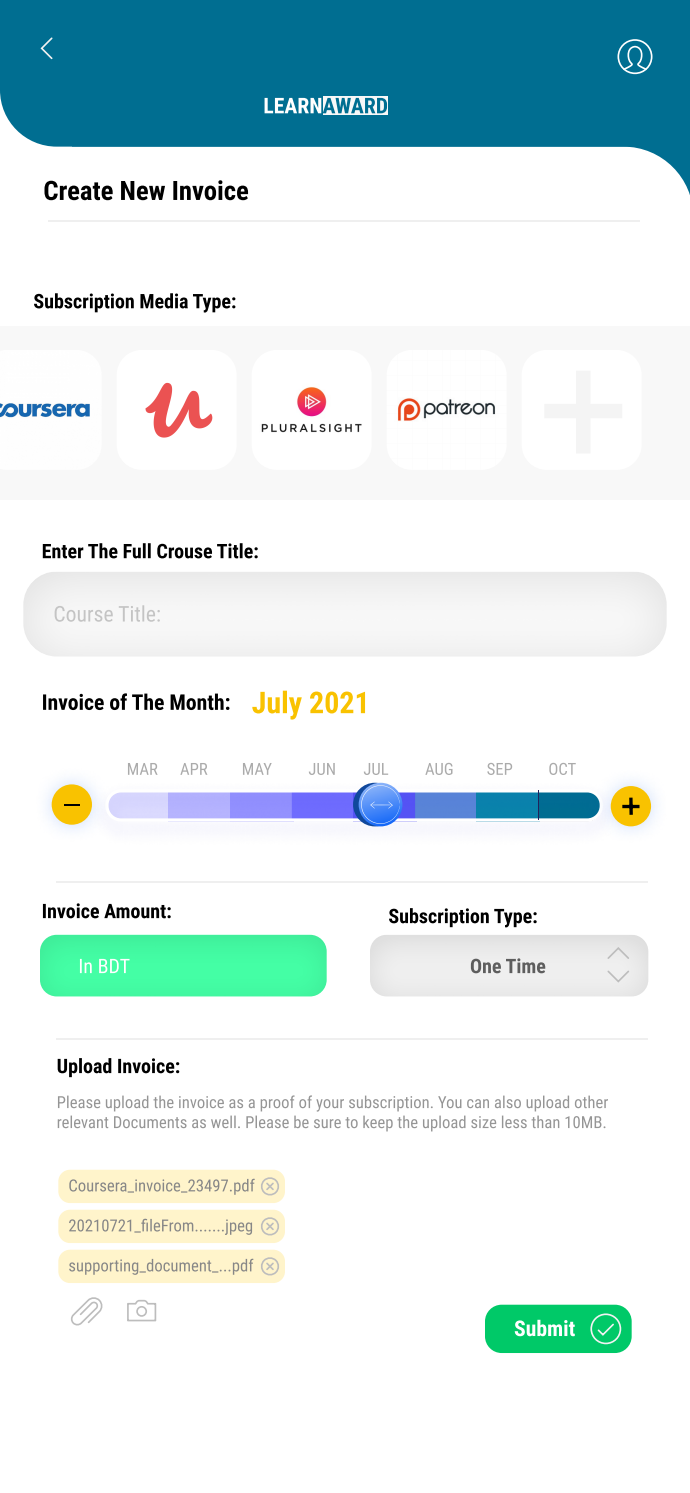 LEARNAWARD
Create New Invoice
Subscription Media Type:
coursera
u
PLURALSIGHT
patreon
Enter The Full Crouse Title:
Course Title:
Invoice of The Month: July 2021
MAR APR MAY JUN JUL AUG SEP OCT
Invoice Amount:
Subscription Type:
In BDT
One Time
Upload Invoice:
Please upload the invoice as a proof of your subscription. You can also upload other
relevant Documents as well. Please be sure to keep the upload size less than 10MB.
Coursera_invoice_23497.pdf
20210721_fileFrom.......jpeg
supporting_document_...pdf
Submit